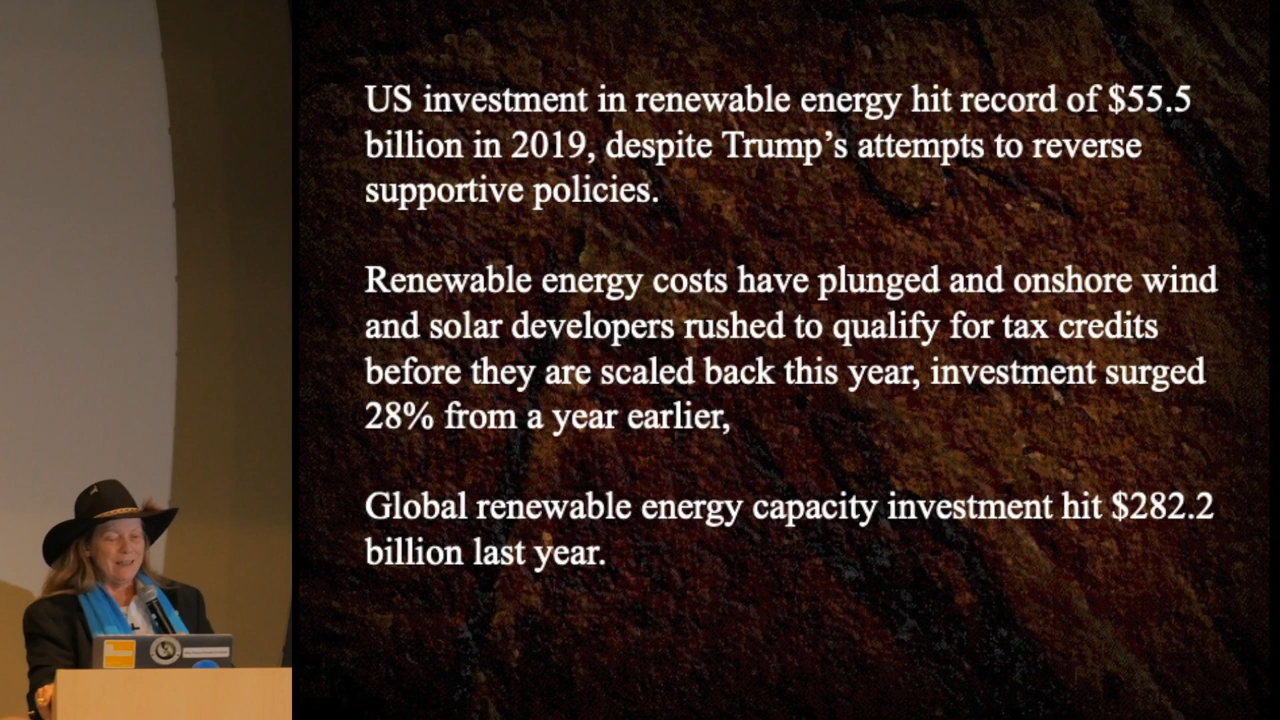 US investment in renewable energy hit record of $55.5
billion in 2019, despite Trump’s attempts to reverse
supportive policies.
Renewable energy costs have plunged and onshore wind
and solar developers rushed to qualify for tax credits
before they are scaled back this year, investment surged
28% from a year earlier,
Global renewable energy capacity investment hit $282.2
billion last year.